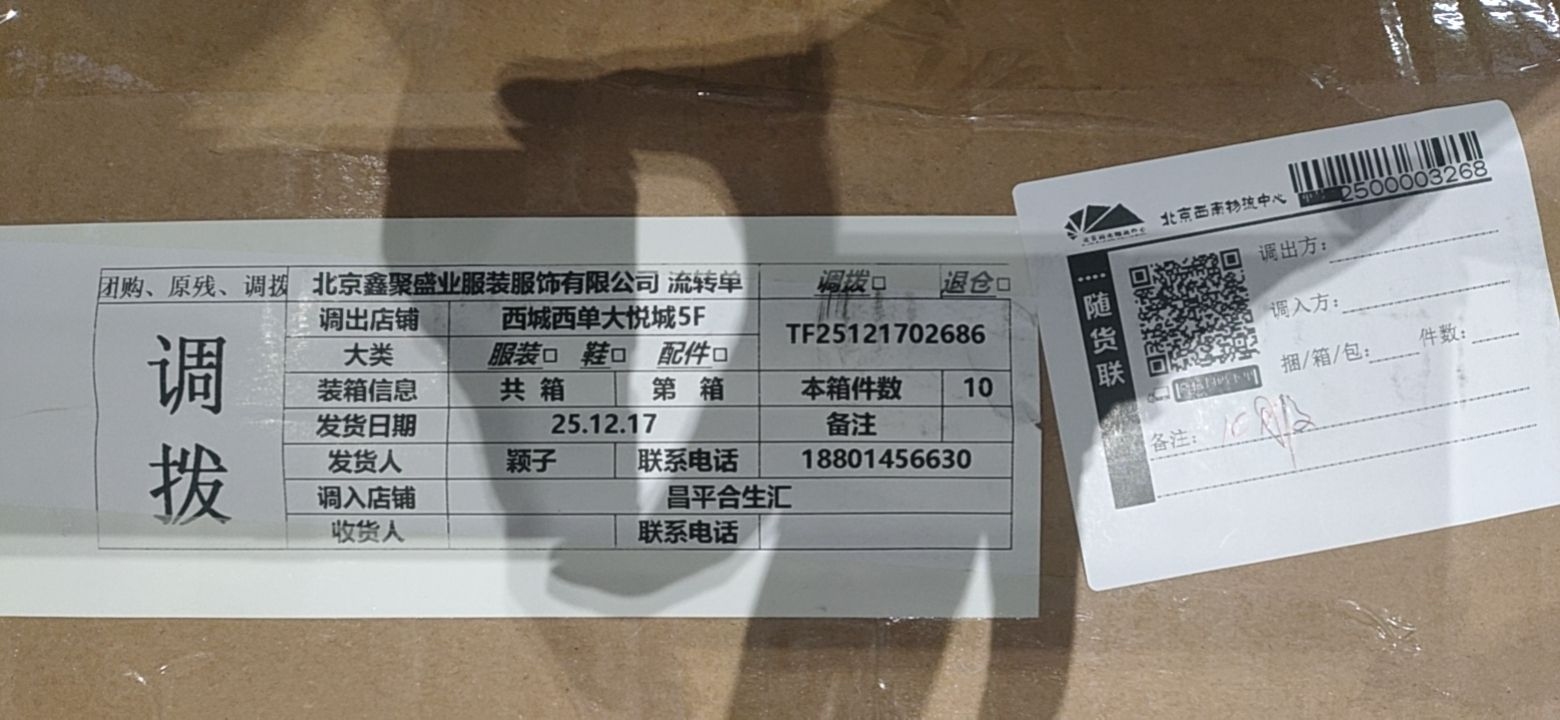 团购、原残、调拨 北京鑫聚盛业服装服饰有限公司 流转单 调拨□ 退仓□
调拨
调出店铺 西城西单大悦城5F TF25121702686
大类 服装□ 鞋□ 配件□
装箱信息 共 箱 第 箱 本箱件数 10
发货日期 25.12.17 备注
发货人 颖子 联系电话 18801456630
调入店铺 昌平合生汇
收货人 联系电话
北京西南物流中心 2500003268
随货联
调出方:
调入方:
捆/箱/包: 件数:
备注: